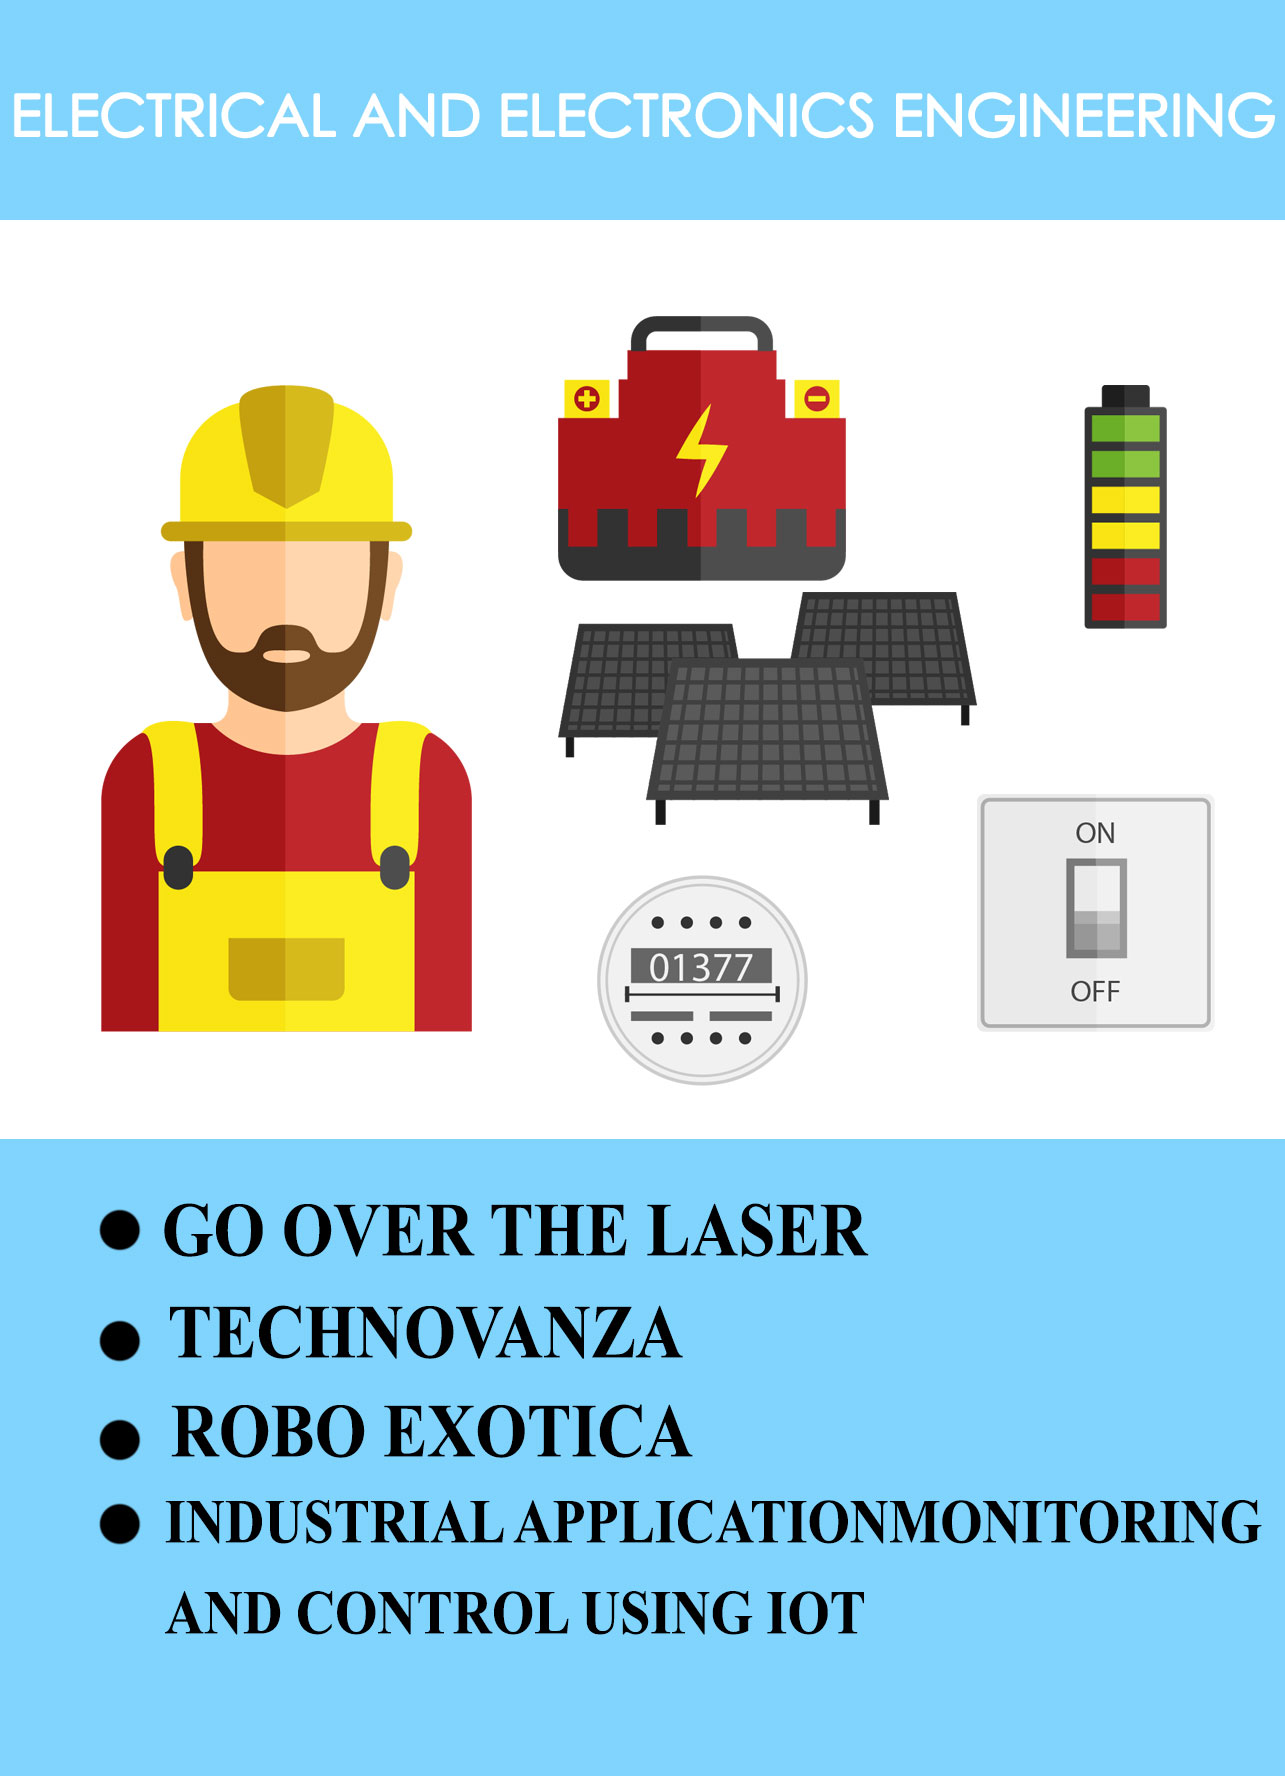 ELECTRICAL AND ELECTRONICS ENGINEERING
01377
ON
OFF
GO OVER THE LASER
TECHNOVANZA
ROBO EXOTICA
INDUSTRIAL APPLICATIONMONITORING
AND CONTROL USING IOT